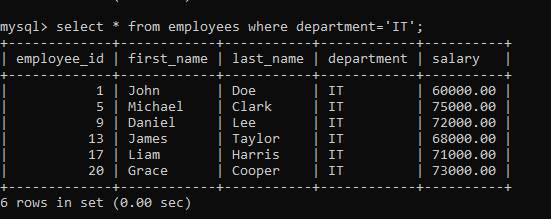 mysql> select * from employees where department='IT';
+-------------+------------+-----------+------------+----------+
| employee_id | first_name | last_name | department | salary   |
+-------------+------------+-----------+------------+----------+
|           1 | John       | Doe       | IT         | 60000.00 |
|           5 | Michael    | Clark     | IT         | 75000.00 |
|           9 | Daniel     | Lee       | IT         | 72000.00 |
|          13 | James      | Taylor    | IT         | 68000.00 |
|          17 | Liam       | Harris    | IT         | 71000.00 |
|          20 | Grace      | Cooper    | IT         | 73000.00 |
+-------------+------------+-----------+------------+----------+
6 rows in set (0.00 sec)